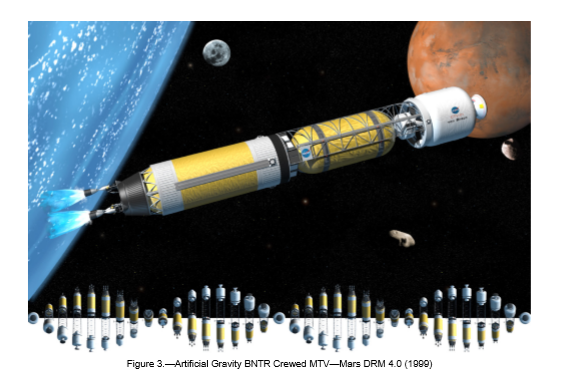 Figure 3.—Artificial Gravity BNTR Crewed MTV—Mars DRM 4.0 (1999)